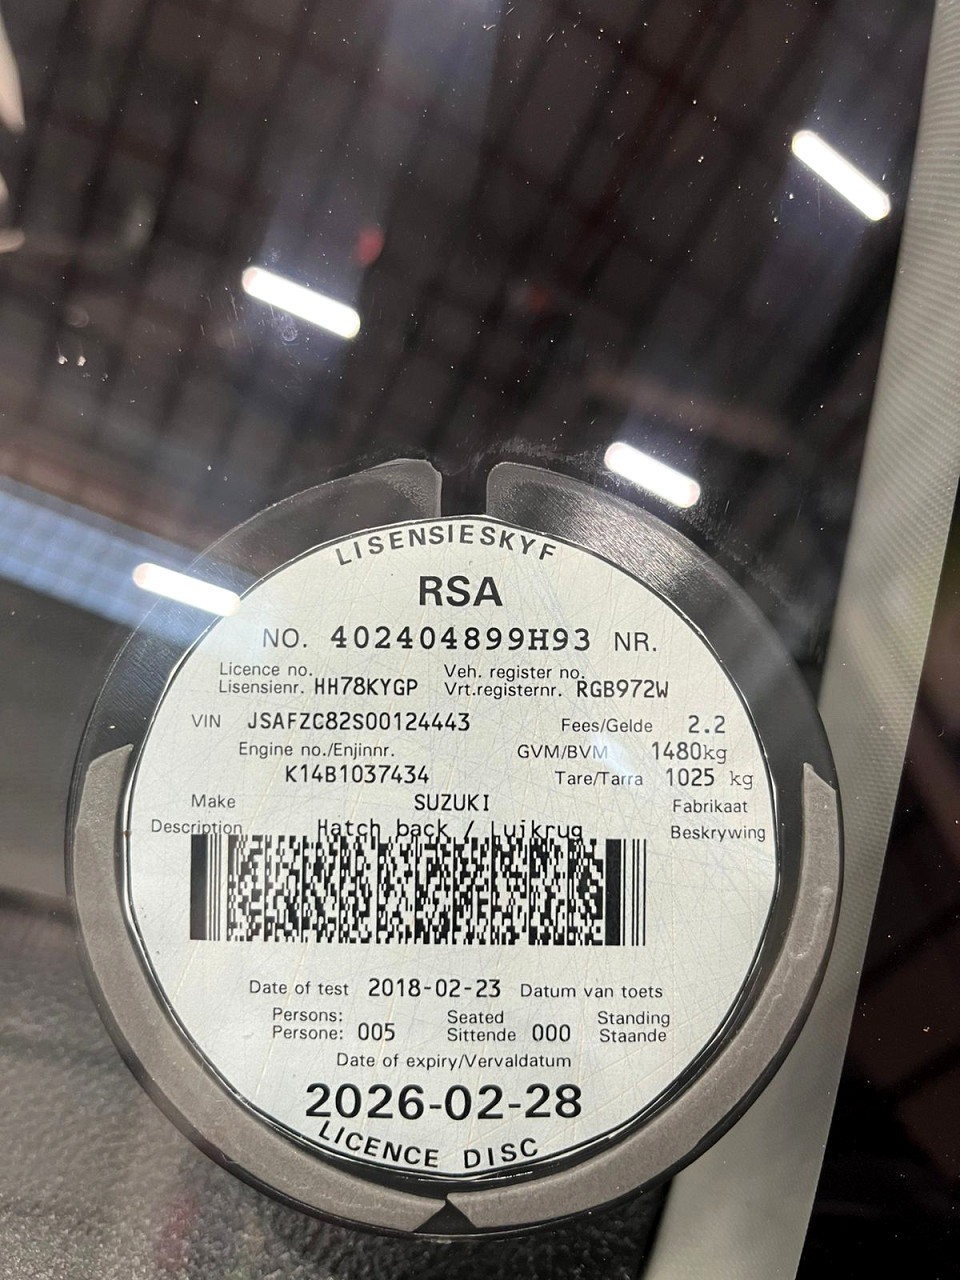 LISENSIESKYF
RSA
NO. 402404899H93 NR.
Licence no. Veh. register no.
Lisensienr. HH78KYGP Vrt.registernr. RGB972W
VIN JSAFZC82S00124443 Fees/Gelde 2.2
Engine no./Enjinnr. GVM/BVM 1480kg
K14B1037434 Tare/Tarra 1025 kg
Make SUZUKI Fabrikaat
Description Hatch back / Luikrug Beskrywing
Date of test 2018-02-23 Datum van toets
Persons: Seated Standing
Persone: 005 Sittende 000 Staande
Date of expiry/Vervaldatum
2026-02-28
LICENCE DISC